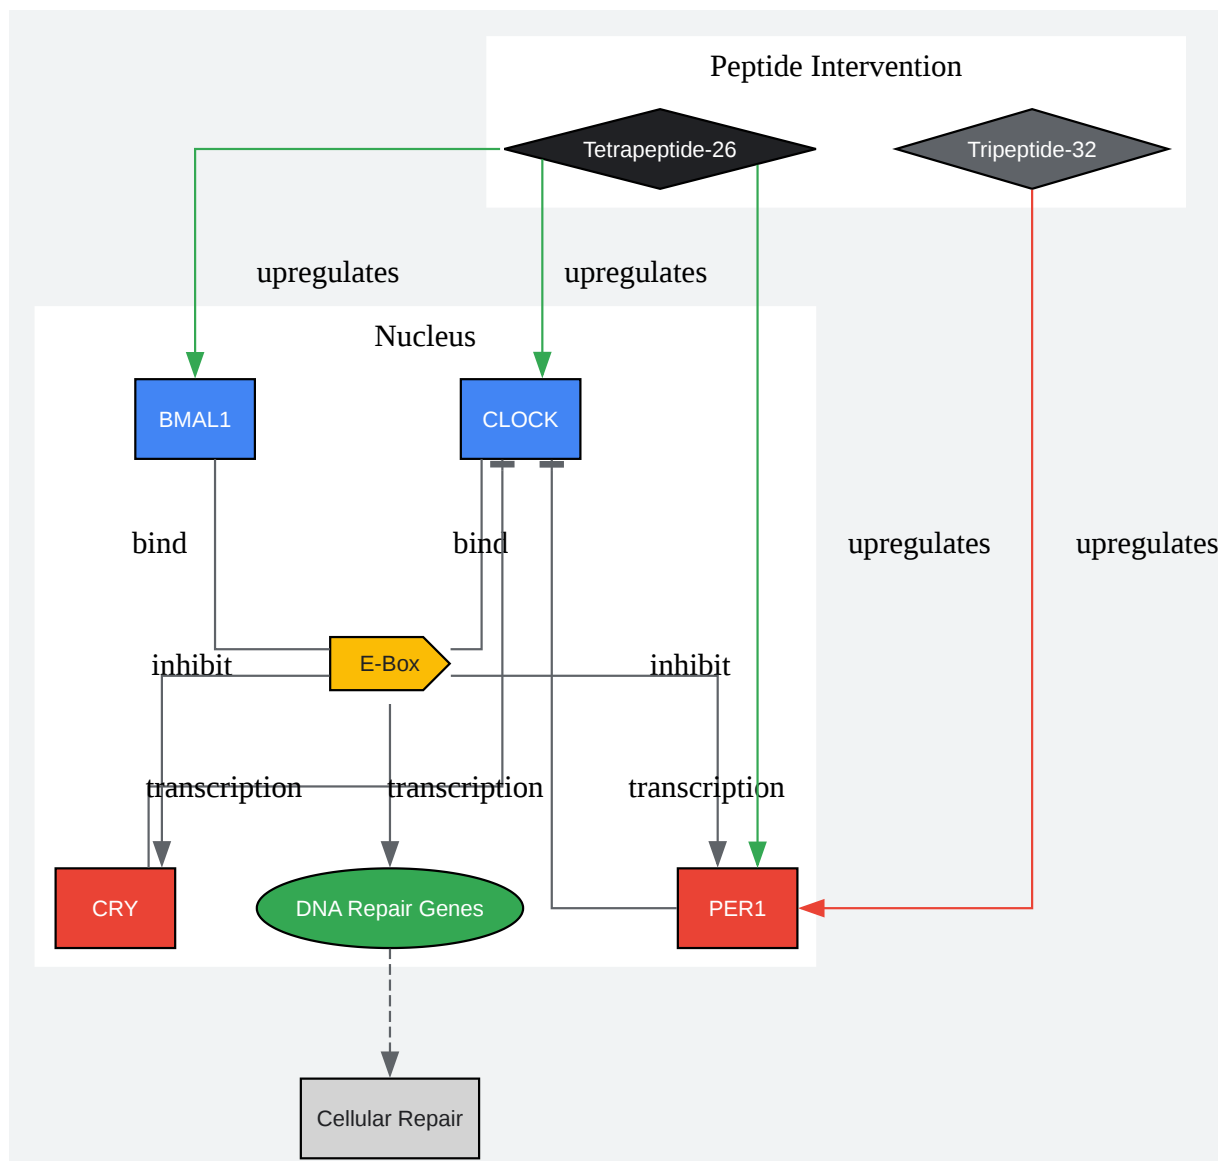 Peptide Intervention
Tetrapeptide-26
Tripeptide-32
upregulates
upregulates
Nucleus
BMAL1
CLOCK
bind
bind
upregulates
upregulates
E-Box
inhibit
inhibit
transcription
transcription
transcription
CRY
DNA Repair Genes
PER1
Cellular Repair